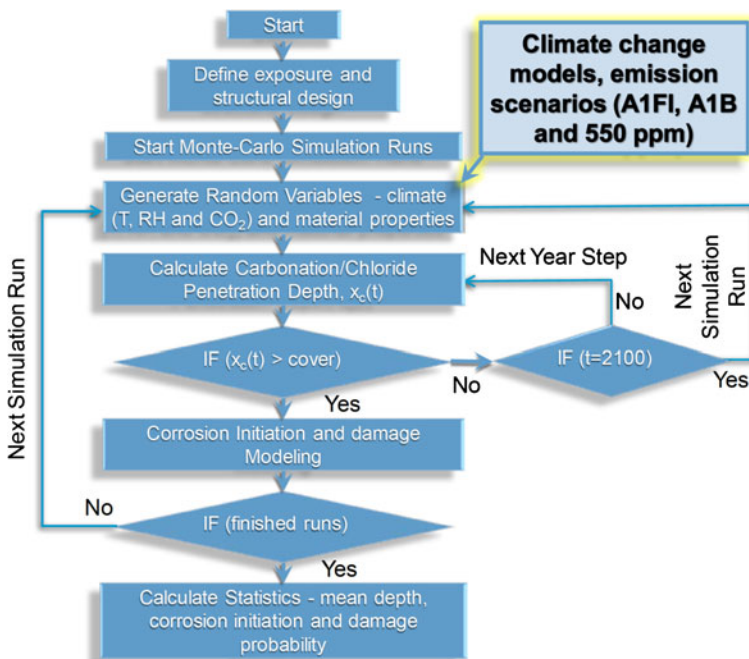 Start
Climate change
models, emission
scenarios (A1FI, A1B
and 550 ppm)
Define exposure and
structural design
Start Monte-Carlo Simulation Runs
Generate Random Variables - climate
(T, RH and CO₂) and material properties
Next Year Step
Calculate Carbonation/Chloride
Penetration Depth, x_c(t)
No
Next
Simulation
Run
IF (x_c(t) > cover)
No
IF (t=2100)
Yes
Yes
Next Simulation Run
Corrosion Initiation and damage
Modeling
No
IF (finished runs)
Yes
Calculate Statistics - mean depth,
corrosion initiation and damage
probability